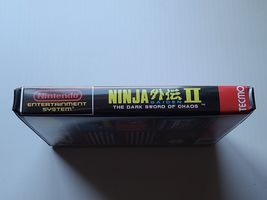 Nintendo
ENTERTAINMENT
SYSTEM
NINJA 外伝 II
GAIDEN
THE DARK SWORD OF CHAOS
TECMO